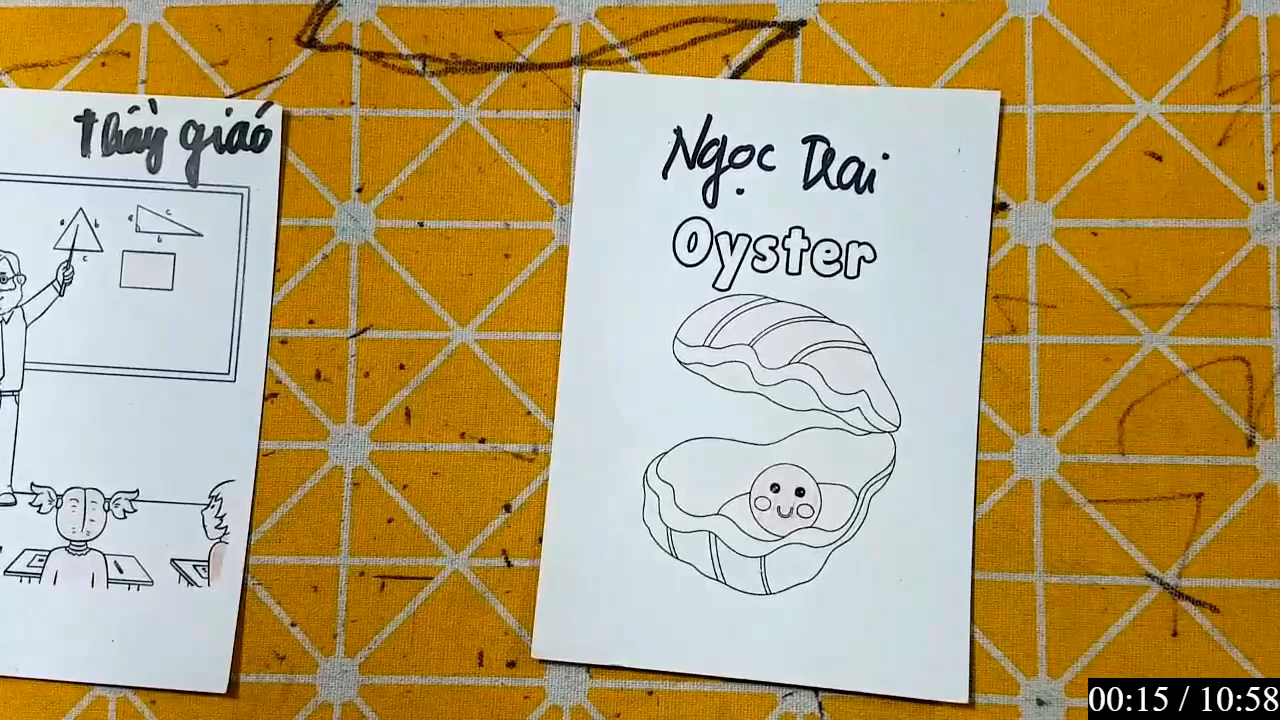 thầy giáo
a b
c
a c
b
Ngọc Trai
Oyster
00:15 / 10:58